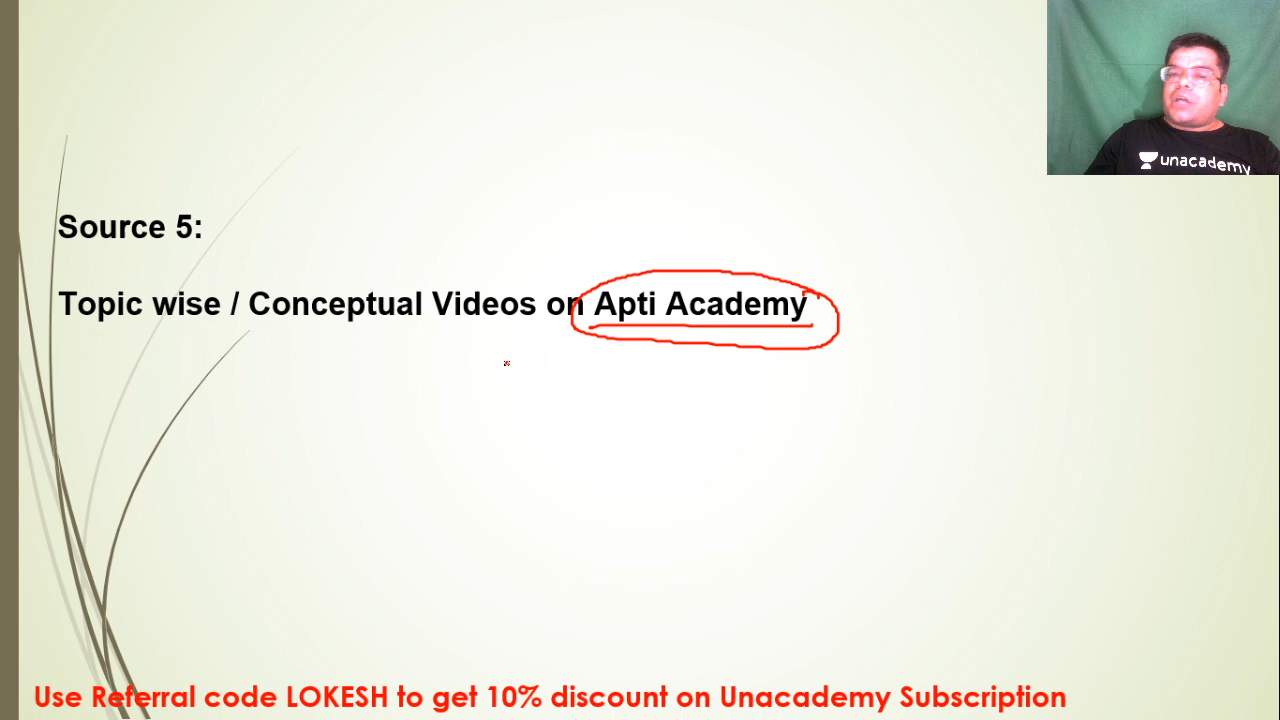 unacademy
Source 5:
Topic wise / Conceptual Videos on Apti Academy
Use Referral code LOKESH to get 10% discount on Unacademy Subscription